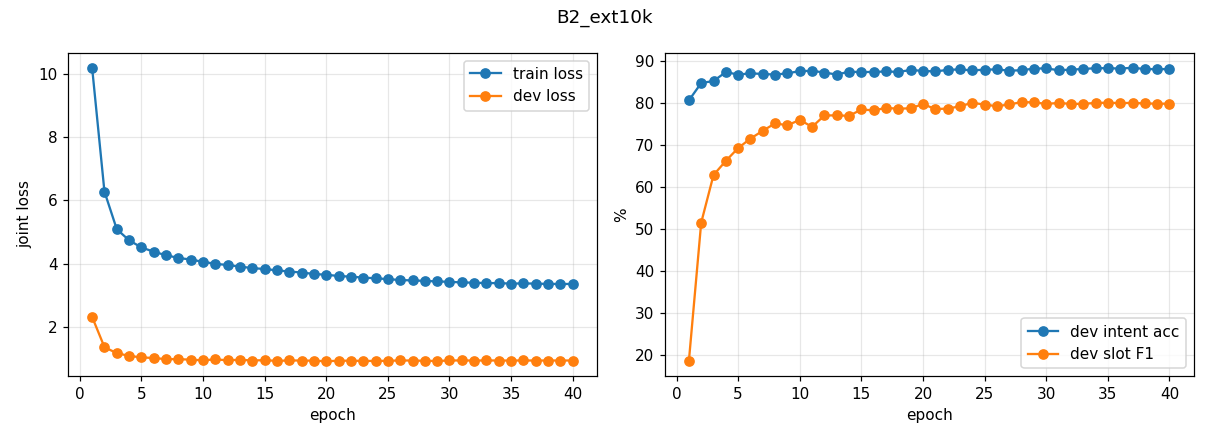 B2_ext10k
joint loss
10
8
6
4
2
train loss
dev loss
0 5 10 15 20 25 30 35 40
epoch
%
90
80
70
60
50
40
30
20
dev intent acc
dev slot F1
0 5 10 15 20 25 30 35 40
epoch